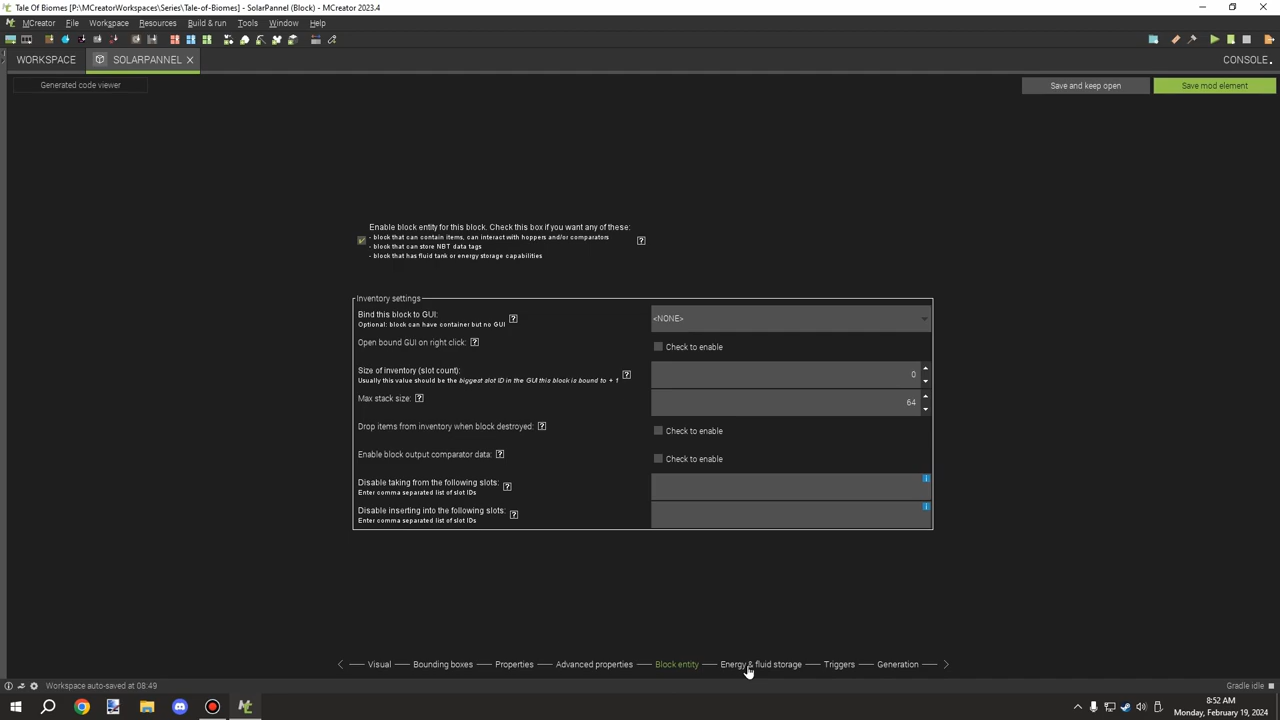 Tale Of Biomes [P:\MCreatorWorkspaces\Series\Tale-of-Biomes] - SolarPannel (Block) - MCreator 2023.4
MCreator File Workspace Resources Build & run Tools Window Help
WORKSPACE SOLARPANNEL CONSOLE
Generated code viewer Save and keep open Save mod element
Enable block entity for this block. Check this box if you want any of these:
- block that can contain items, can interact with hoppers and/or comparators
- block that can store NBT data tags
- block that has fluid tank or energy storage capabilities
Inventory settings
Bind this block to GUI: <NONE>
Optional: block can have container but no GUI
Open bound GUI on right click: Check to enable
Size of inventory (slot count): 0
Usually this value should be the biggest slot ID in the GUI this block is bound to + 1
Max stack size: 64
Drop items from inventory when block destroyed: Check to enable
Enable block output comparator data: Check to enable
Disable taking from the following slots:
Enter comma separated list of slot IDs
Disable inserting into the following slots:
Enter comma separated list of slot IDs
Visual Bounding boxes Properties Advanced properties Block entity Energy & fluid storage Triggers Generation
Workspace auto-saved at 08:49 Gradle idle
8:52 AM
Monday, February 19, 2024